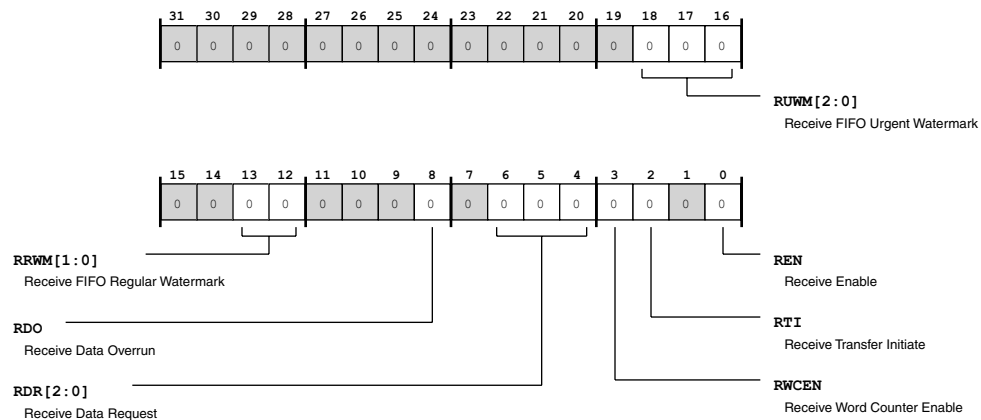 31 30 29 28 27 26 25 24 23 22 21 20 19 18 17 16
0 0 0 0 0 0 0 0 0 0 0 0 0 0 0 0
RUWM[2:0]
Receive FIFO Urgent Watermark
15 14 13 12 11 10 9 8 7 6 5 4 3 2 1 0
0 0 0 0 0 0 0 0 0 0 0 0 0 0 0 0
RRWM[1:0]
Receive FIFO Regular Watermark
REN
Receive Enable
RDO
Receive Data Overrun
RTI
Receive Transfer Initiate
RDR[2:0]
Receive Data Request
RWCEN
Receive Word Counter Enable